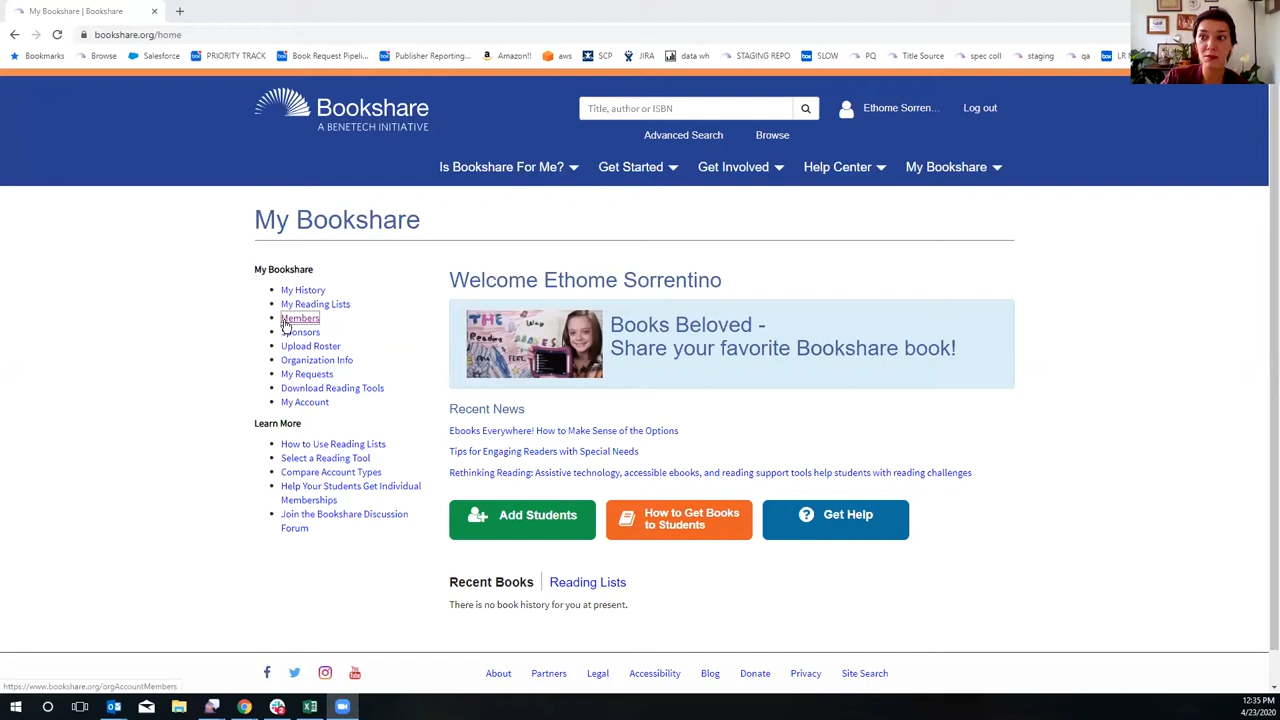 My Bookshare | Bookshare
bookshare.org/home
Bookmarks Browse Salesforce PRIORITY TRACK Book Request Pipelin... Publisher Reporting... Amazon!! aws SCP JIRA data wh STAGING REPO SLOW PQ Title Source spec coll staging qa LR M
Bookshare
A BENETECH INITIATIVE
Title, author or ISBN
Ethome Sorren...
Log out
Advanced Search
Browse
Is Bookshare For Me? Get Started Get Involved Help Center My Bookshare
My Bookshare
My Bookshare
My History
My Reading Lists
Members
Sponsors
Upload Roster
Organization Info
My Requests
Download Reading Tools
My Account
Learn More
How to Use Reading Lists
Select a Reading Tool
Compare Account Types
Help Your Students Get Individual
Memberships
Join the Bookshare Discussion
Forum
Welcome Ethome Sorrentino
THE
Books Beloved -
Share your favorite Bookshare book!
Recent News
Ebooks Everywhere! How to Make Sense of the Options
Tips for Engaging Readers with Special Needs
Rethinking Reading: Assistive technology, accessible ebooks, and reading support tools help students with reading challenges
Add Students
How to Get Books
to Students
Get Help
Recent Books
Reading Lists
There is no book history for you at present.
About Partners Legal Accessibility Blog Donate Privacy Site Search
https://www.bookshare.org/orgAccountMembers
12:35 PM
4/23/2020